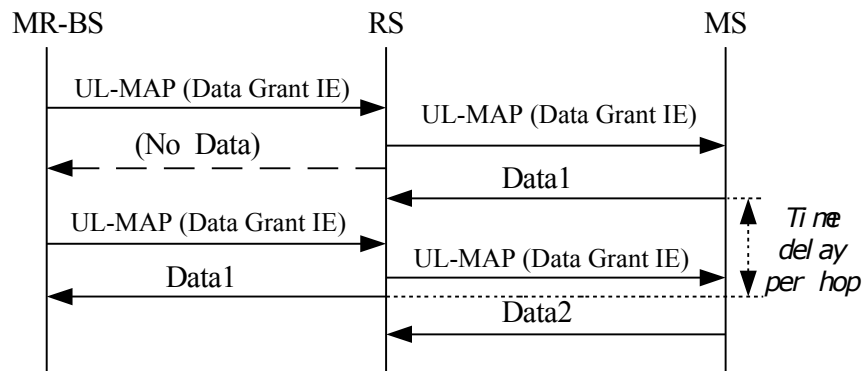 MR-BS RS MS
UL-MAP (Data Grant IE)
UL-MAP (Data Grant IE)
(No Data)
Data1
UL-MAP (Data Grant IE)
Time
delay
per hop
UL-MAP (Data Grant IE)
Data1
Data2